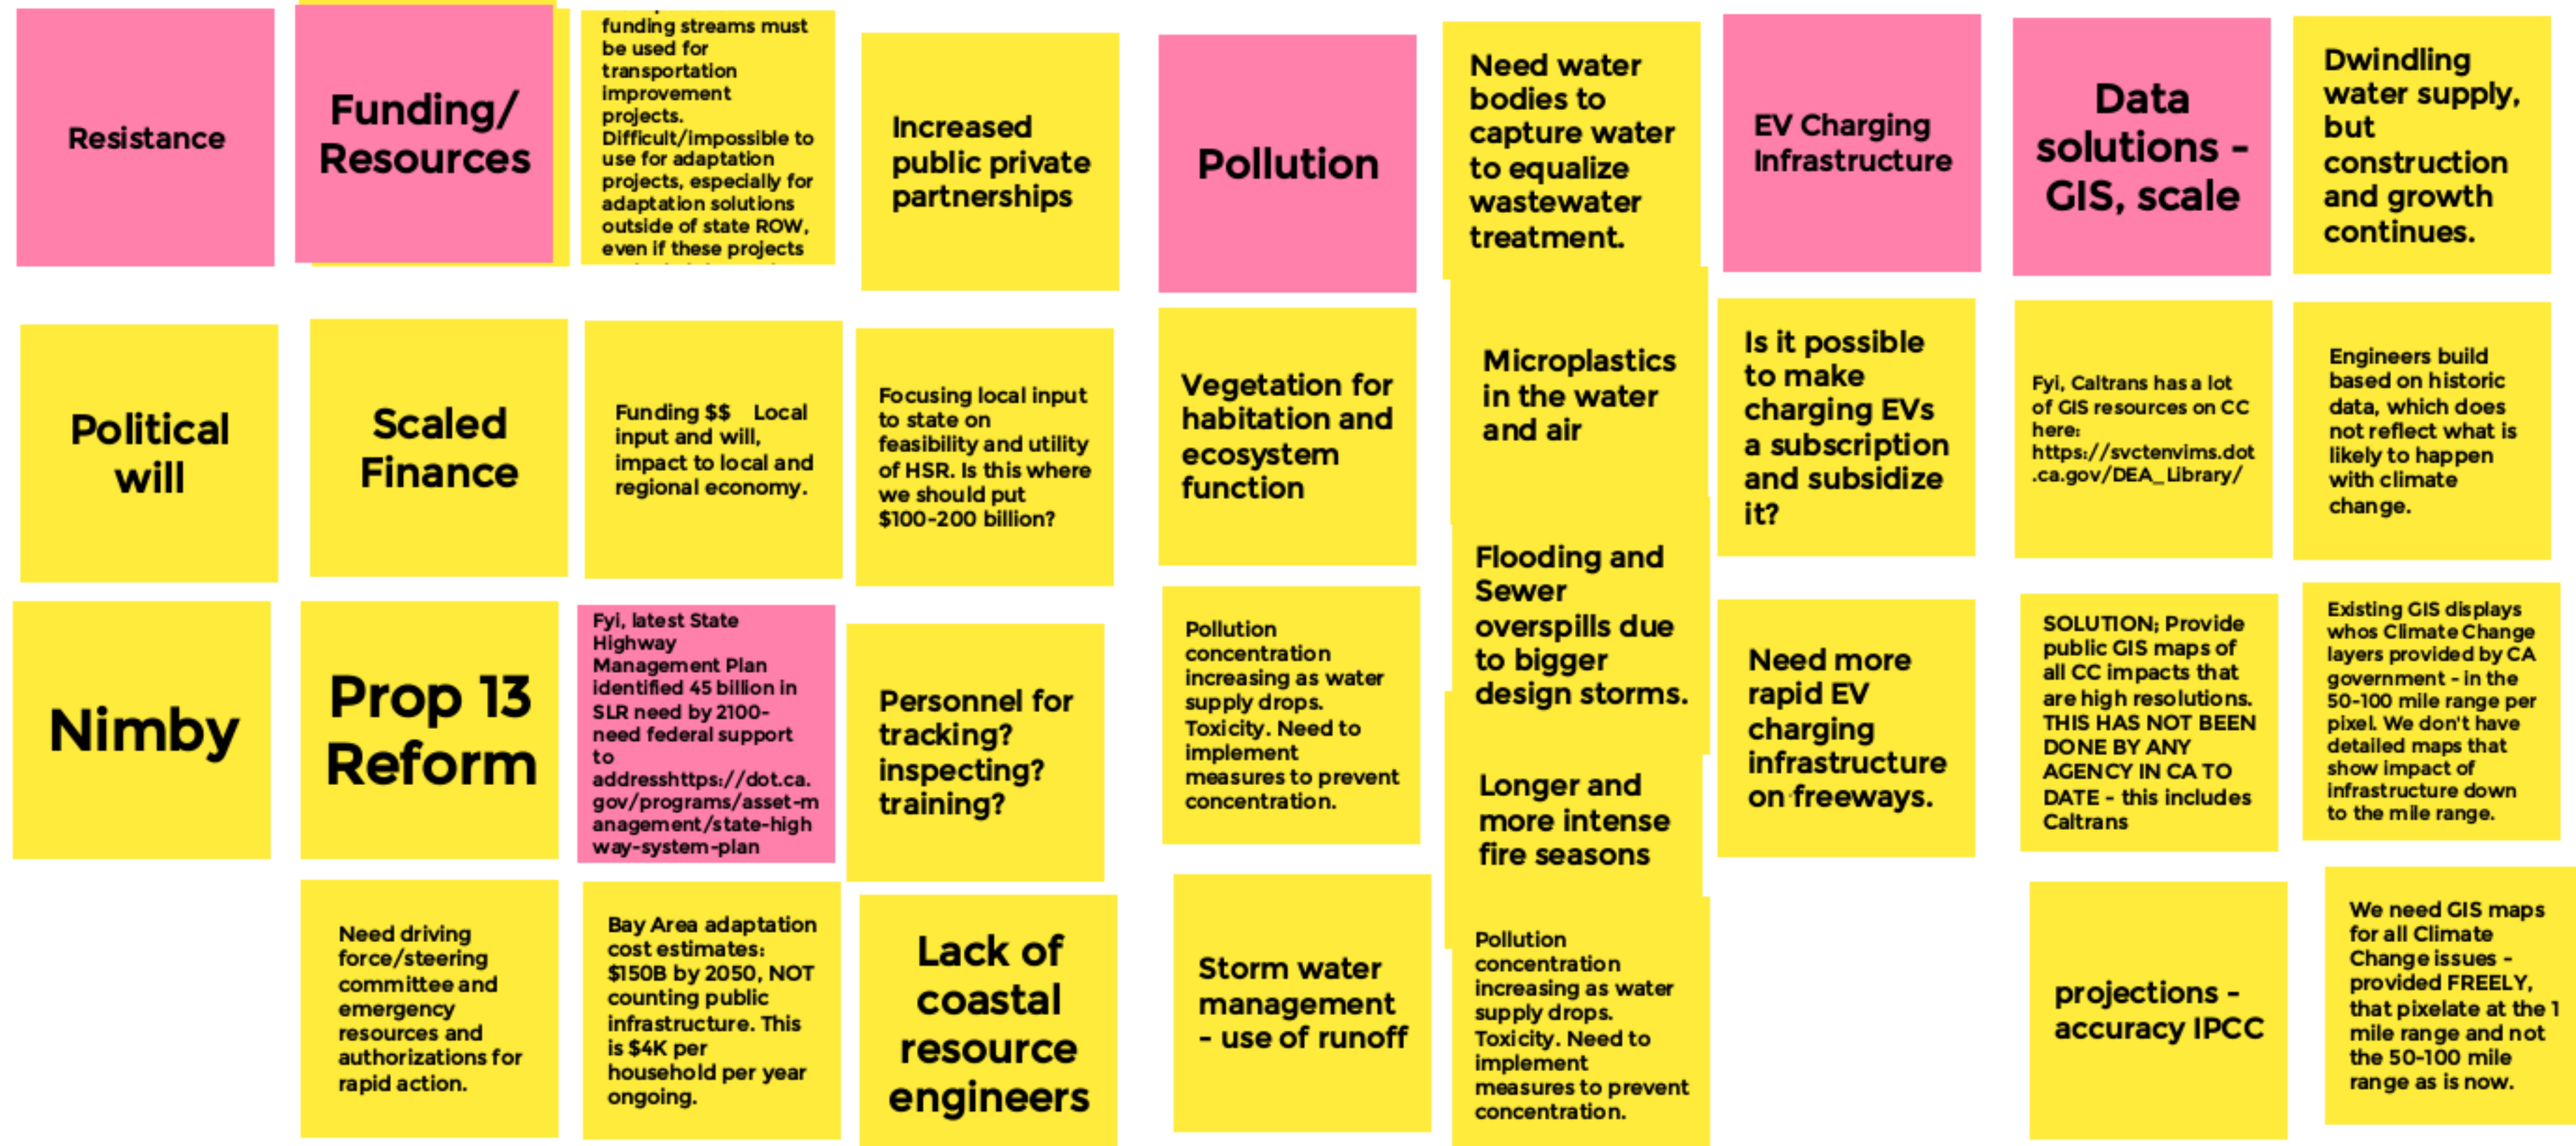 Resistance
Political
will
Nimby
Funding/
Resources
Scaled
Finance
Prop 13
Reform
Need driving
force/steering
committee and
emergency
resources and
authorizations for
rapid action.
funding streams must
be used for
transportation
improvement
projects.
Difficult/impossible to
use for adaptation
projects, especially for
adaptation solutions
outside of state ROW,
even if these projects
Funding $$ Local
input and will,
impact to local and
regional economy.
Fyi, latest State
Highway
Management Plan
identified 45 billion in
SLR need by 2100-
need federal support
to
addresshttps://dot.ca.
gov/programs/asset-m
anagement/state-high
way-system-plan
Bay Area adaptation
cost estimates:
$150B by 2050, NOT
counting public
infrastructure. This
is $4K per
household per year
ongoing.
Increased
public private
partnerships
Focusing local input
to state on
feasibility and utility
of HSR. Is this where
we should put
$100-200 billion?
Personnel for
tracking?
inspecting?
training?
Lack of
coastal
resource
engineers
Pollution
Vegetation for
habitation and
ecosystem
function
Pollution
concentration
increasing as water
supply drops.
Toxicity. Need to
implement
measures to prevent
concentration.
Storm water
management
- use of runoff
Need water
bodies to
capture water
to equalize
wastewater
treatment.
Microplastics
in the water
and air
Flooding and
Sewer
overspills due
to bigger
design storms.
Longer and
more intense
fire seasons
Pollution
concentration
increasing as water
supply drops.
Toxicity. Need to
implement
measures to prevent
concentration.
EV Charging
Infrastructure
Is it possible
to make
charging EVs
a subscription
and subsidize
it?
Need more
rapid EV
charging
infrastructure
on freeways.
Data
solutions -
GIS, scale
Fyi, Caltrans has a lot
of GIS resources on CC
here:
https://svctenvims.dot
.ca.gov/DEA_Library/
SOLUTION; Provide
public GIS maps of
all CC impacts that
are high resolutions.
THIS HAS NOT BEEN
DONE BY ANY
AGENCY IN CA TO
DATE - this includes
Caltrans
projections -
accuracy IPCC
Dwindling
water supply,
but
construction
and growth
continues.
Engineers build
based on historic
data, which does
not reflect what is
likely to happen
with climate
change.
Existing GIS displays
whos Climate Change
layers provided by CA
government - in the
50-100 mile range per
pixel. We don't have
detailed maps that
show impact of
infrastructure down
to the mile range.
We need GIS maps
for all Climate
Change issues -
provided FREELY,
that pixelate at the 1
mile range and not
the 50-100 mile
range as is now.